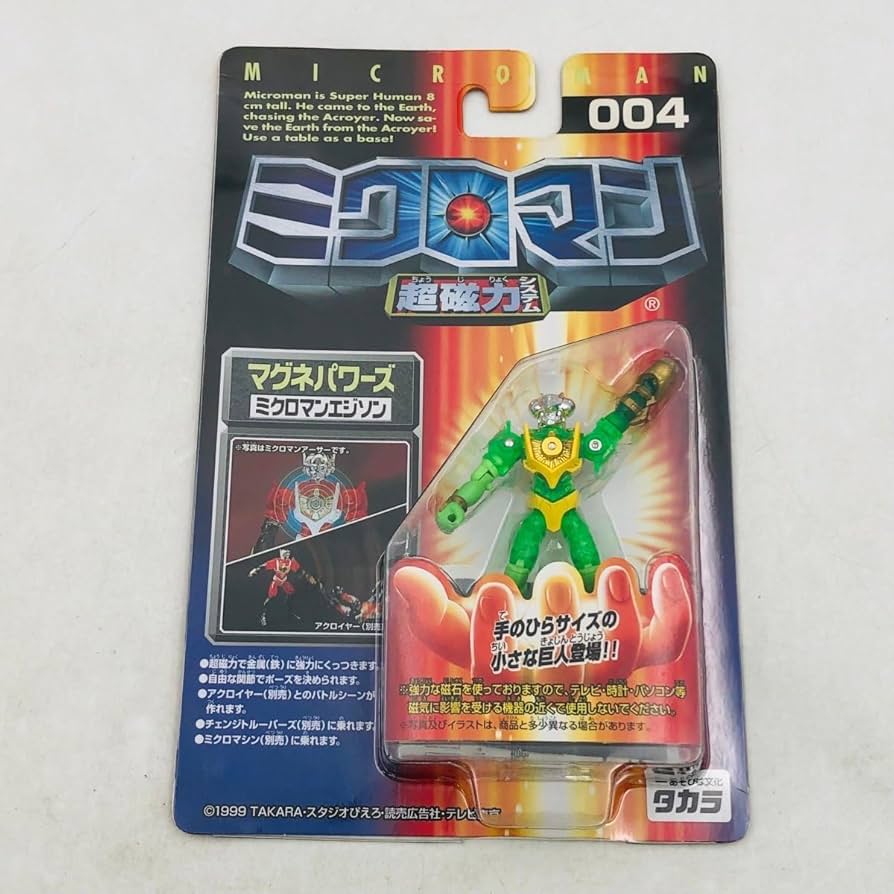 MICROMAN
Microman is Super Human 8
cm tall. He came to the Earth,
chasing the Acroyer. Now sa-
ve the Earth from the Acroyer!
Use a table as a base!
004
ミクロマン
超磁力システム
®
マグネパワーズ
ミクロマンエジソン
※写真はミクロマンアーサーです。
アクロイヤー(別売
●超磁力で金属(鉄)に強力にくっつきます。
●自由な関節でポーズを決められます。
●アクロイヤー(別売)とのバトルシーンが
作れます。
●チェンジトルーパーズ(別売)に乗れます。
●ミクロマシン(別売)に乗れます。
手のひらサイズの
小さな巨人登場!!
※強力な磁石を使っておりますので、テレビ・時計・パソコン等
磁気に影響を受ける機器の近くで使用しないでください。
※写真及びイラストは、商品と多少異なる場合があります。
あそびは文化
タカラ
©1999 TAKARA・スタジオぴえろ・読売広告社・テレビ